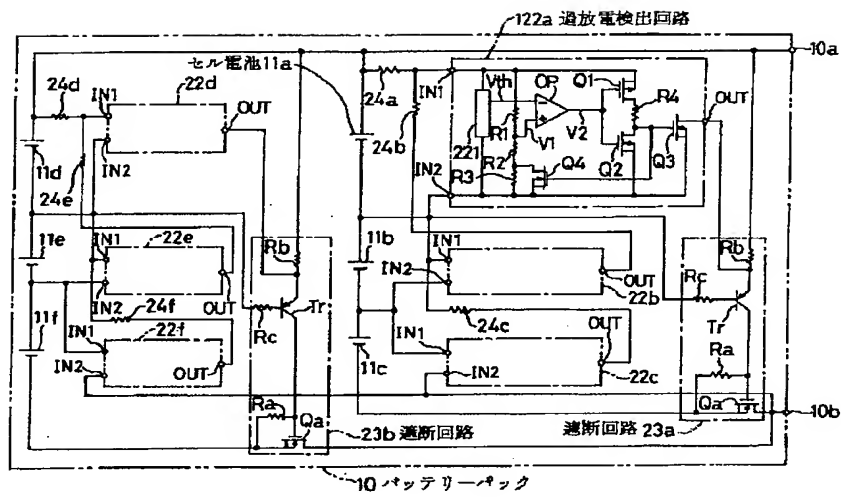 122a 過放電検出回路
セル電池11a
10a
24d
22d
IN1
OUT
IN2
11d
24e
24a
IN1
Vth
OP
Q1
R4
OUT
24b
221
R1
V1
V2
R2
Q2
Q3
R3
Q4
IN2
11e
22e
IN1
IN2
OUT
24f
11f
22f
IN1
IN2
OUT
Rb
Rc
Tr
Ra
Qa
23b 遮断回路
11b
IN1
IN2
OUT
22b
24c
11c
IN1
OUT
IN2
22c
Rb
Rc
Tr
Ra
Qa
10b
遮断回路 23a
10 バッテリーパック